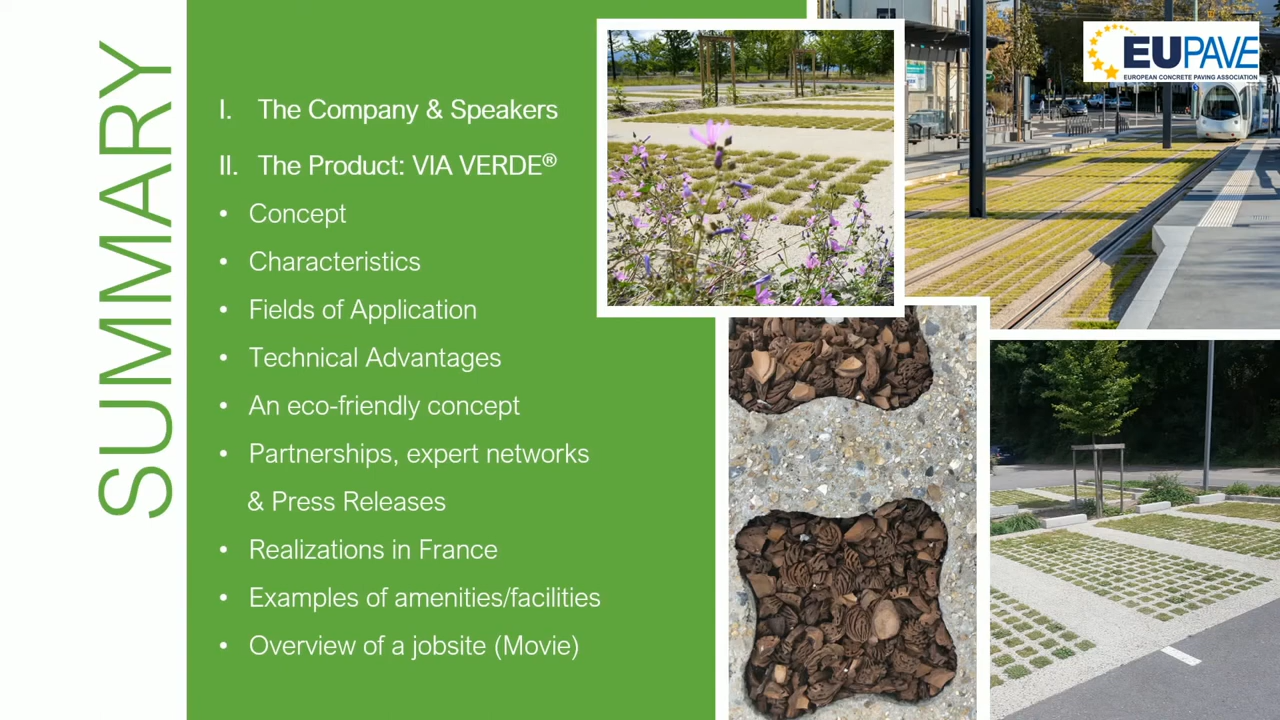 SUMMARY
I. The Company & Speakers
II. The Product: VIA VERDE®
• Concept
• Characteristics
• Fields of Application
• Technical Advantages
• An eco-friendly concept
• Partnerships, expert networks
& Press Releases
• Realizations in France
• Examples of amenities/facilities
• Overview of a jobsite (Movie)
EUPAVE
EUROPEAN CONCRETE PAVING ASSOCIATION